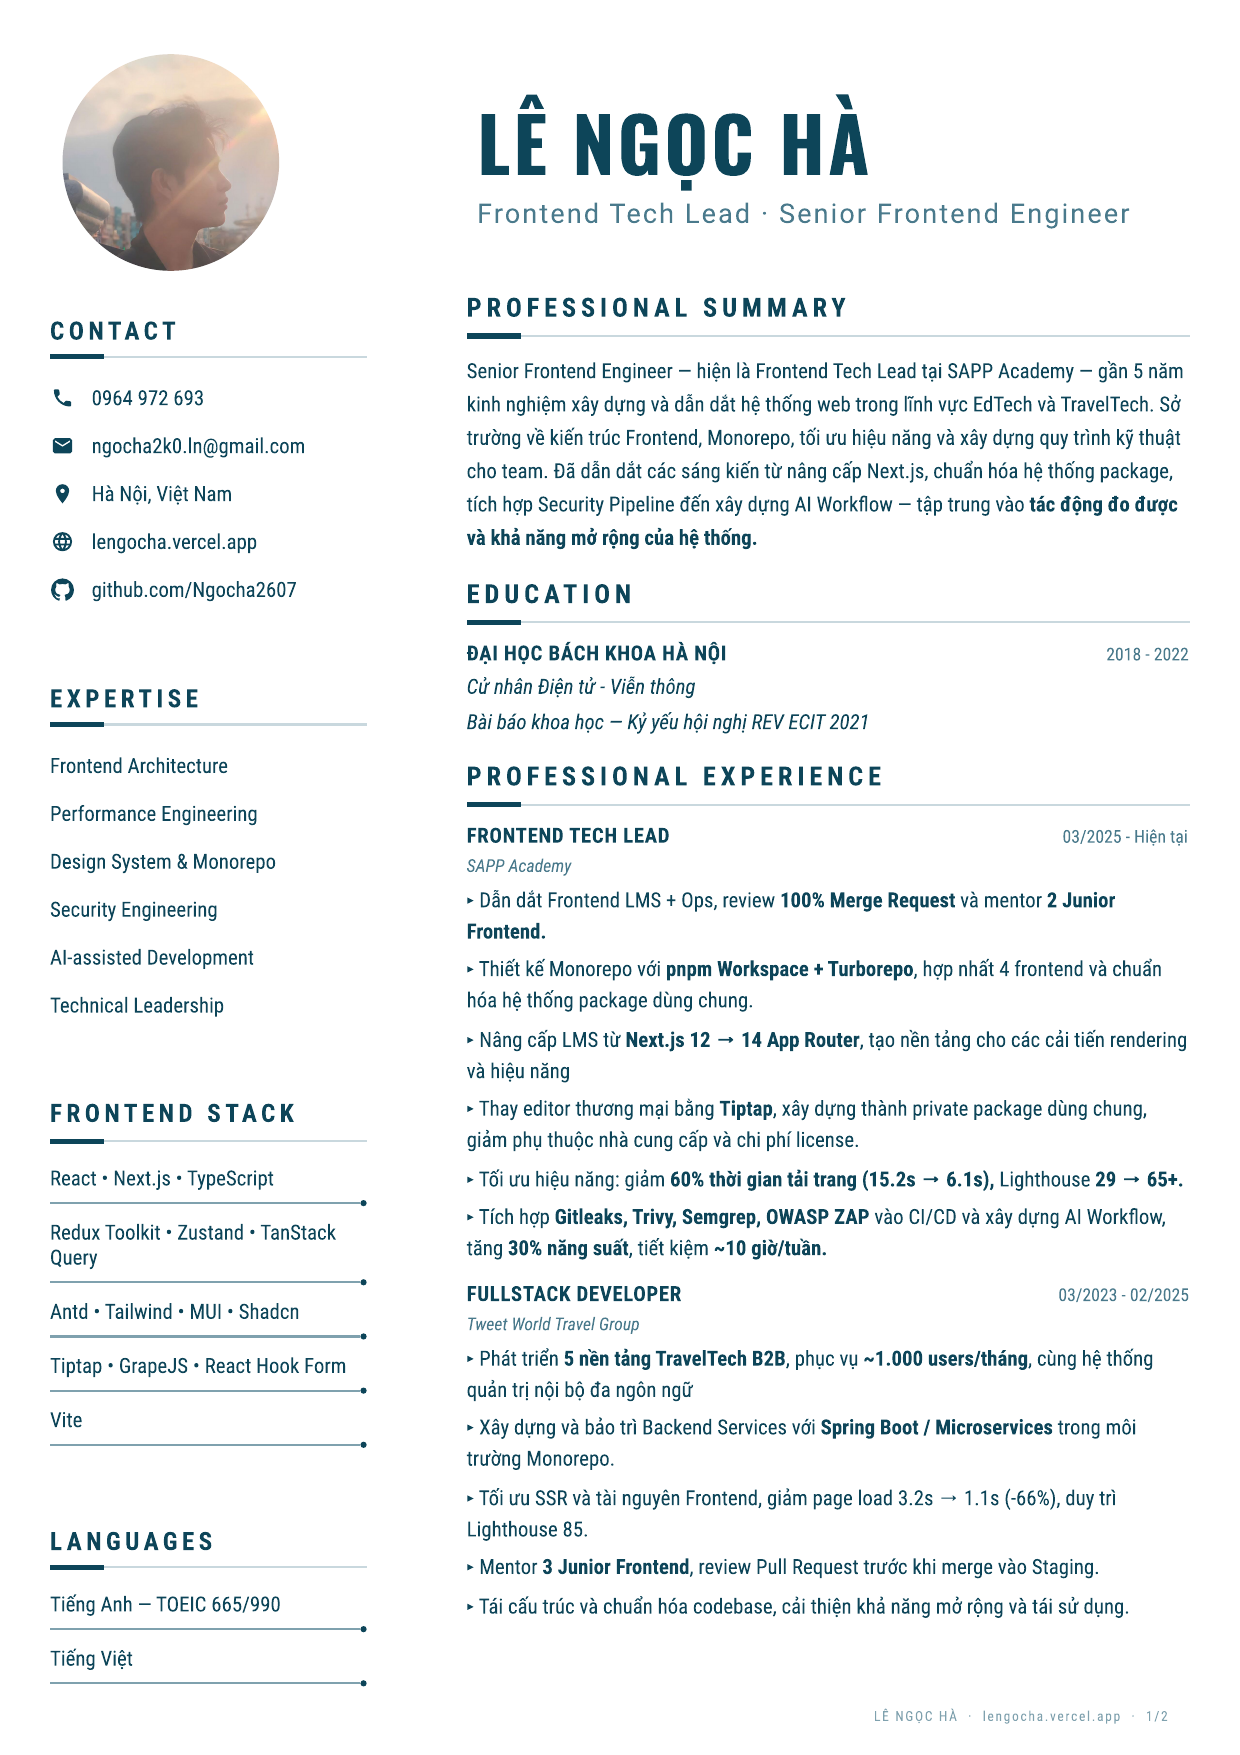 LÊ NGỌC HÀ
Frontend Tech Lead · Senior Frontend Engineer
CONTACT
0964 972 693
ngocha2k0.ln@gmail.com
Hà Nội, Việt Nam
lengocha.vercel.app
github.com/Ngocha2607
EXPERTISE
Frontend Architecture
Performance Engineering
Design System & Monorepo
Security Engineering
AI-assisted Development
Technical Leadership
FRONTEND STACK
React • Next.js • TypeScript
Redux Toolkit • Zustand • TanStack
Query
Antd • Tailwind • MUI • Shadcn
Tiptap • GrapeJS • React Hook Form
Vite
LANGUAGES
Tiếng Anh — TOEIC 665/990
Tiếng Việt
PROFESSIONAL SUMMARY
Senior Frontend Engineer — hiện là Frontend Tech Lead tại SAPP Academy — gần 5 năm
kinh nghiệm xây dựng và dẫn dắt hệ thống web trong lĩnh vực EdTech và TravelTech. Sở
trường về kiến trúc Frontend, Monorepo, tối ưu hiệu năng và xây dựng quy trình kỹ thuật
cho team. Đã dẫn dắt các sáng kiến từ nâng cấp Next.js, chuẩn hóa hệ thống package,
tích hợp Security Pipeline đến xây dựng AI Workflow — tập trung vào tác động đo được
và khả năng mở rộng của hệ thống.
EDUCATION
ĐẠI HỌC BÁCH KHOA HÀ NỘI 2018 - 2022
Cử nhân Điện tử - Viễn thông
Bài báo khoa học — Kỷ yếu hội nghị REV ECIT 2021
PROFESSIONAL EXPERIENCE
FRONTEND TECH LEAD 03/2025 - Hiện tại
SAPP Academy
▸ Dẫn dắt Frontend LMS + Ops, review 100% Merge Request và mentor 2 Junior
Frontend.
▸ Thiết kế Monorepo với pnpm Workspace + Turborepo, hợp nhất 4 frontend và chuẩn
hóa hệ thống package dùng chung.
▸ Nâng cấp LMS từ Next.js 12 → 14 App Router, tạo nền tảng cho các cải tiến rendering
và hiệu năng
▸ Thay editor thương mại bằng Tiptap, xây dựng thành private package dùng chung,
giảm phụ thuộc nhà cung cấp và chi phí license.
▸ Tối ưu hiệu năng: giảm 60% thời gian tải trang (15.2s → 6.1s), Lighthouse 29 → 65+.
▸ Tích hợp Gitleaks, Trivy, Semgrep, OWASP ZAP vào CI/CD và xây dựng AI Workflow,
tăng 30% năng suất, tiết kiệm ~10 giờ/tuần.
FULLSTACK DEVELOPER 03/2023 - 02/2025
Tweet World Travel Group
▸ Phát triển 5 nền tảng TravelTech B2B, phục vụ ~1.000 users/tháng, cùng hệ thống
quản trị nội bộ đa ngôn ngữ
▸ Xây dựng và bảo trì Backend Services với Spring Boot / Microservices trong môi
trường Monorepo.
▸ Tối ưu SSR và tài nguyên Frontend, giảm page load 3.2s → 1.1s (-66%), duy trì
Lighthouse 85.
▸ Mentor 3 Junior Frontend, review Pull Request trước khi merge vào Staging.
▸ Tái cấu trúc và chuẩn hóa codebase, cải thiện khả năng mở rộng và tái sử dụng.
LÊ NGỌC HÀ · lengocha.vercel.app · 1/2